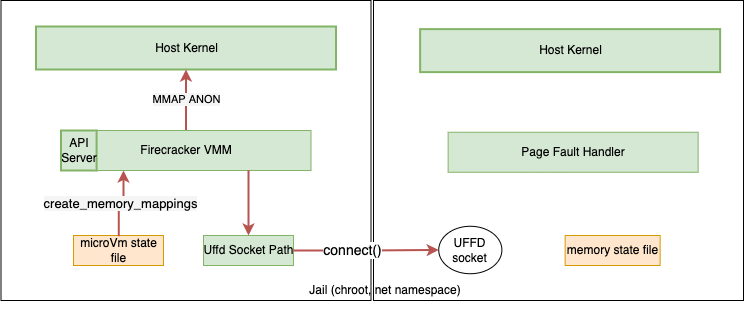 Host Kernel
MMAP ANON
API
Server
Firecracker VMM
create_memory_mappings
microVm state
file
Uffd Socket Path
connect()
Host Kernel
Page Fault Handler
UFFD
socket
memory state file
Jail (chroot, net namespace)